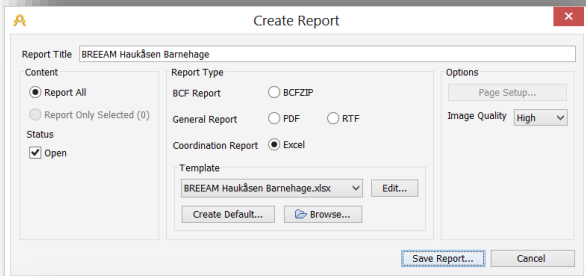 Create Report
Report Title BREEAM Haukåsen Barnehage
Content
Report All
Report Only Selected (0)
Status
Open
Report Type
BCF Report BCFZIP
General Report PDF RTF
Coordination Report Excel
Template
BREEAM Haukåsen Barnehage.xlsx Edit...
Create Default... Browse...
Options
Page Setup...
Image Quality High
Save Report... Cancel